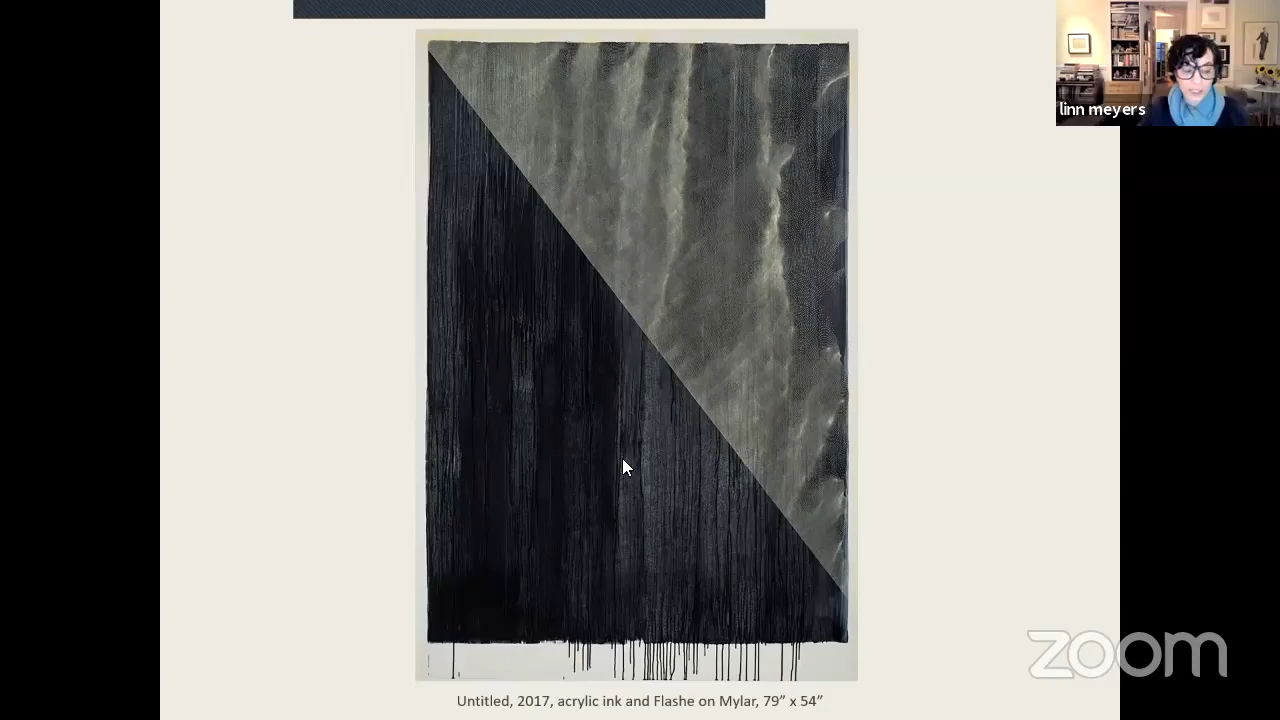 linn meyers
zoom
Untitled, 2017, acrylic ink and Flashe on Mylar, 79” x 54”